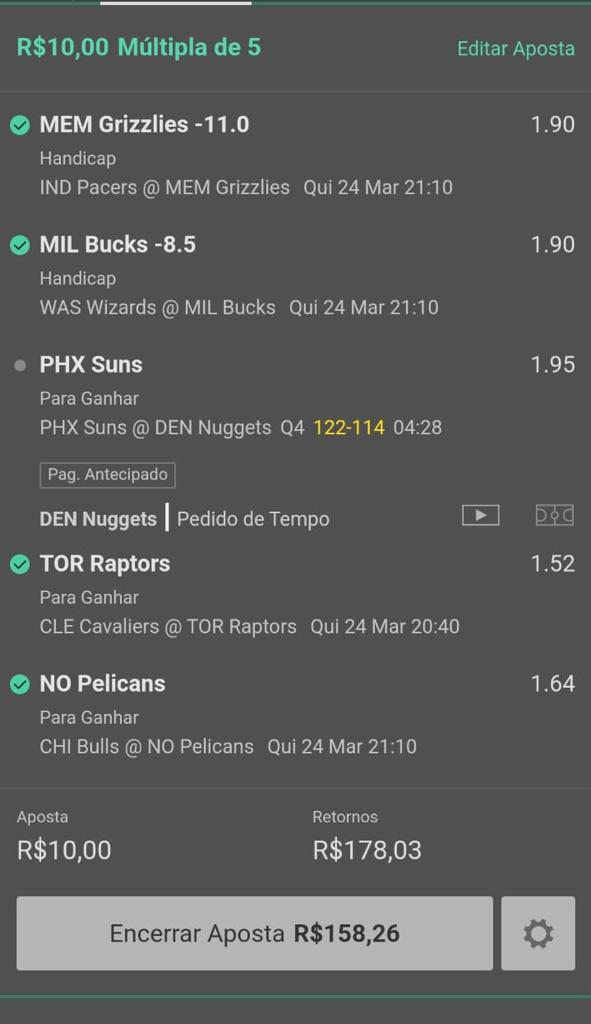 R$10,00 Múltipla de 5 Editar Aposta
MEM Grizzlies -11.0 1.90
Handicap
IND Pacers @ MEM Grizzlies Qui 24 Mar 21:10
MIL Bucks -8.5 1.90
Handicap
WAS Wizards @ MIL Bucks Qui 24 Mar 21:10
PHX Suns 1.95
Para Ganhar
PHX Suns @ DEN Nuggets Q4 122-114 04:28
Pag. Antecipado
DEN Nuggets Pedido de Tempo
TOR Raptors 1.52
Para Ganhar
CLE Cavaliers @ TOR Raptors Qui 24 Mar 20:40
NO Pelicans 1.64
Para Ganhar
CHI Bulls @ NO Pelicans Qui 24 Mar 21:10
Aposta Retornos
R$10,00 R$178,03
Encerrar Aposta R$158,26